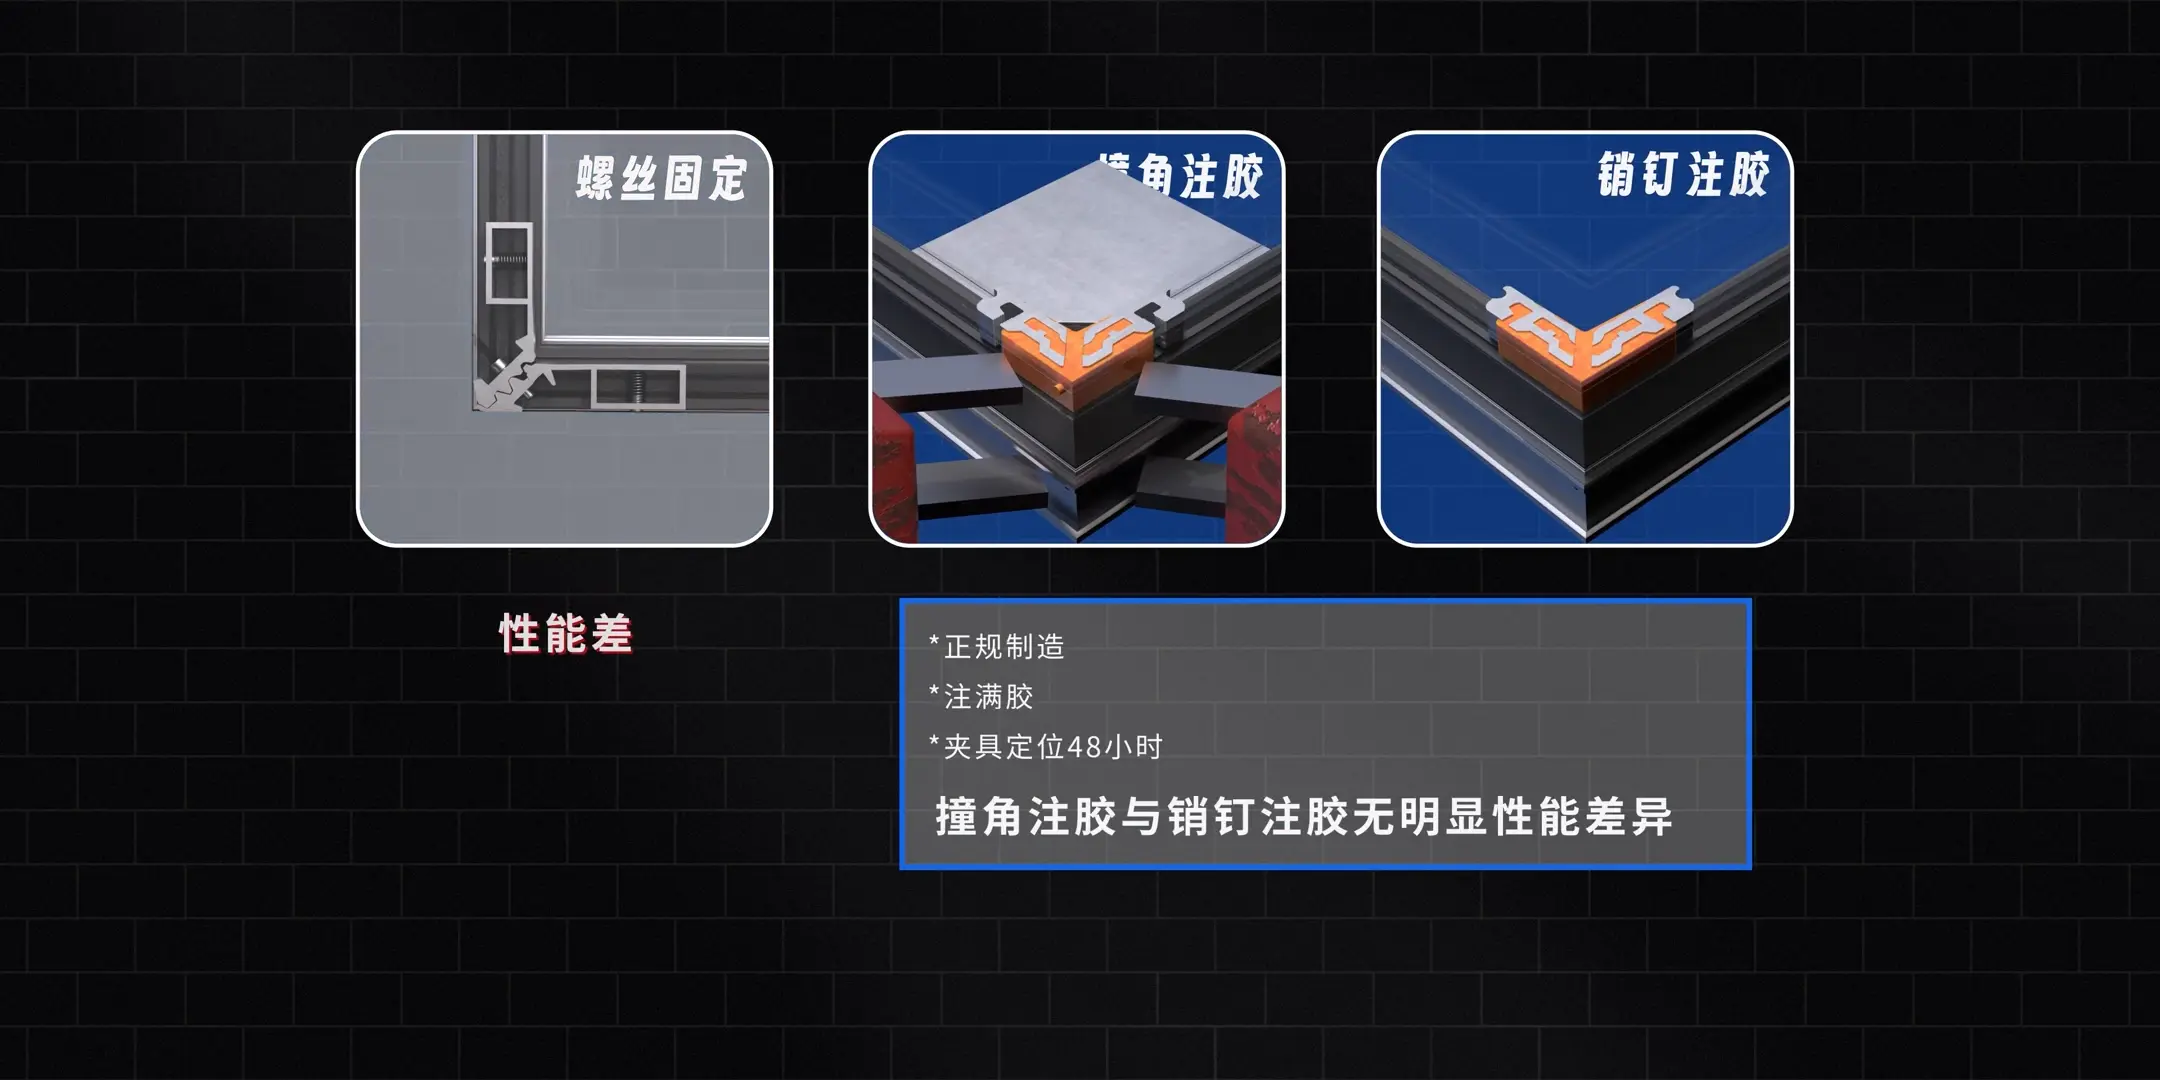 螺丝固定
撞角注胶
销钉注胶
性能差
*正规制造
*注满胶
*夹具定位48小时
撞角注胶与销钉注胶无明显性能差异